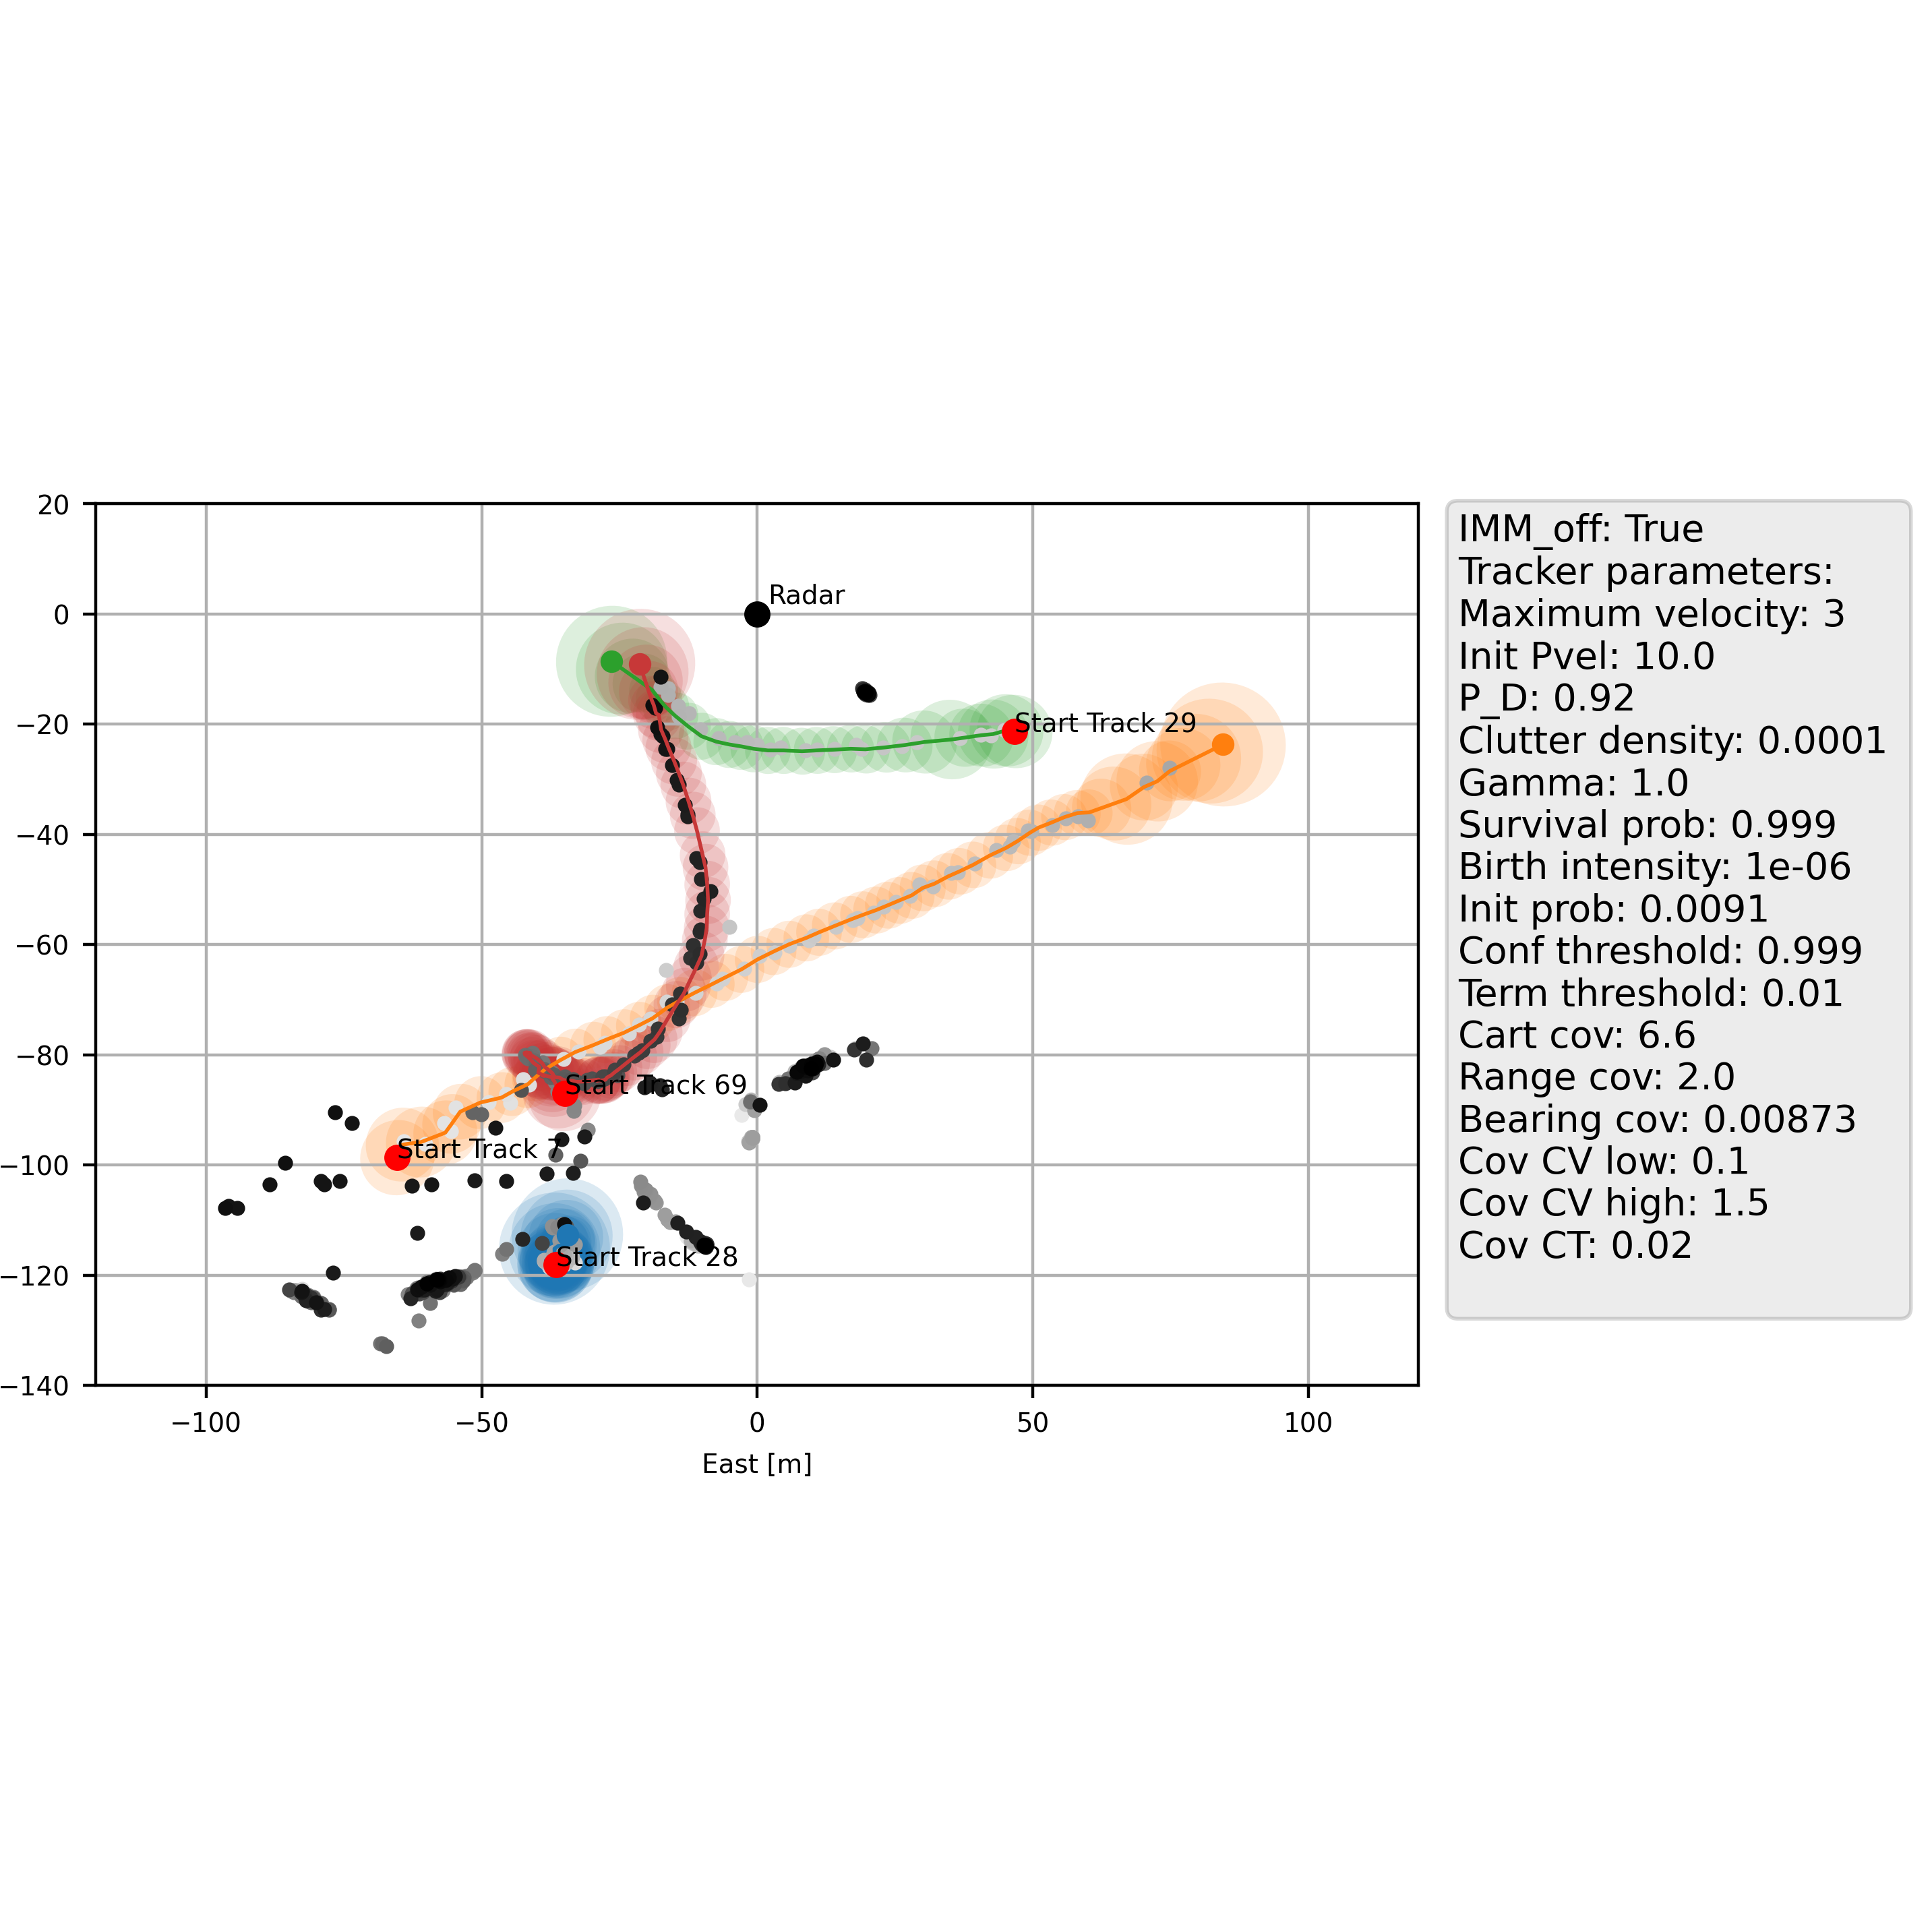 20
0
−20
−40
−60
−80
−100
−120
−140
−100
−50
0
50
100
East [m]
Radar
Start Track 29
Start Track 69
Start Track 7
Start Track 28
IMM_off: True
Tracker parameters:
Maximum velocity: 3
Init Pvel: 10.0
P_D: 0.92
Clutter density: 0.0001
Gamma: 1.0
Survival prob: 0.999
Birth intensity: 1e-06
Init prob: 0.0091
Conf threshold: 0.999
Term threshold: 0.01
Cart cov: 6.6
Range cov: 2.0
Bearing cov: 0.00873
Cov CV low: 0.1
Cov CV high: 1.5
Cov CT: 0.02